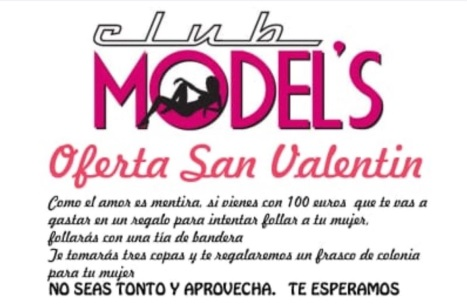 club
MODEL'S
Oferta San Valentin
Como el amor es mentira, si vienes con 100 euros que te vas a
gastar en un regalo para intentar follar a tu mujer,
follarás con una tía de bandera
Te tomarás tres copas y te regalaremos un frasco de colonia
para tu mujer
NO SEAS TONTO Y APROVECHA. TE ESPERAMOS